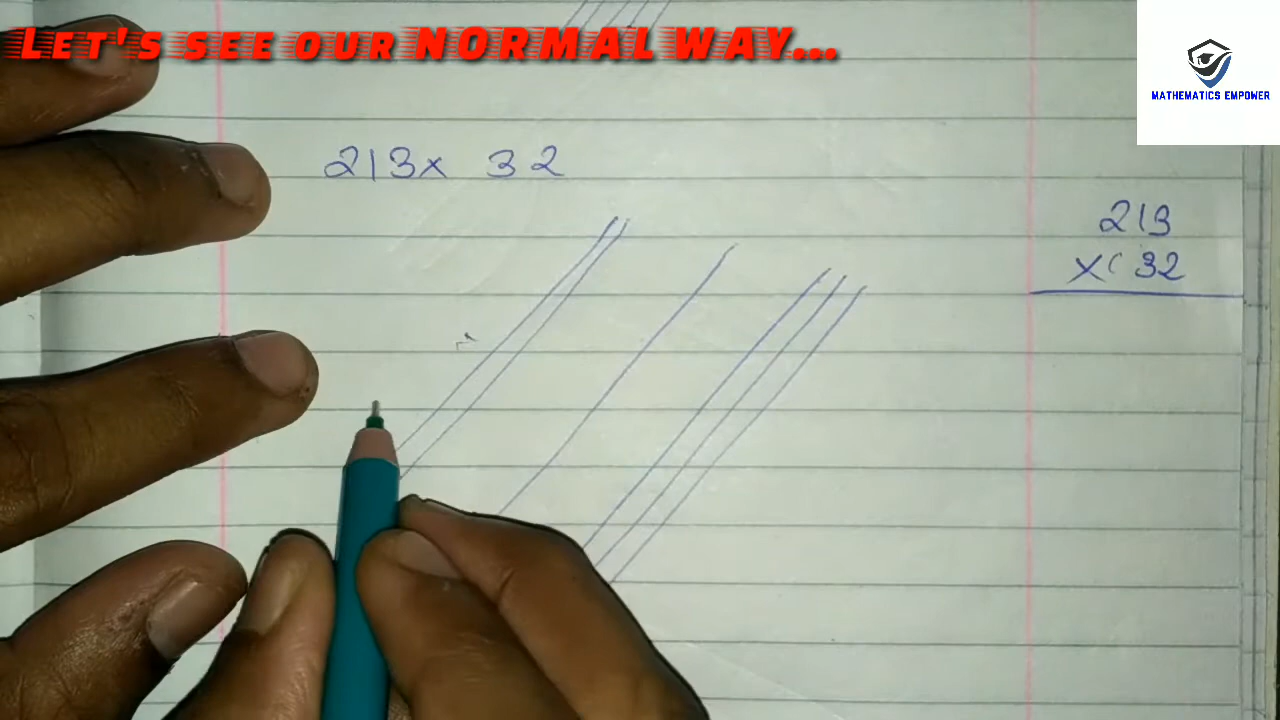 LET'S SEE OUR NORMAL WAY...
MATHEMATICS EMPOWER
213x 32
213
x( 32